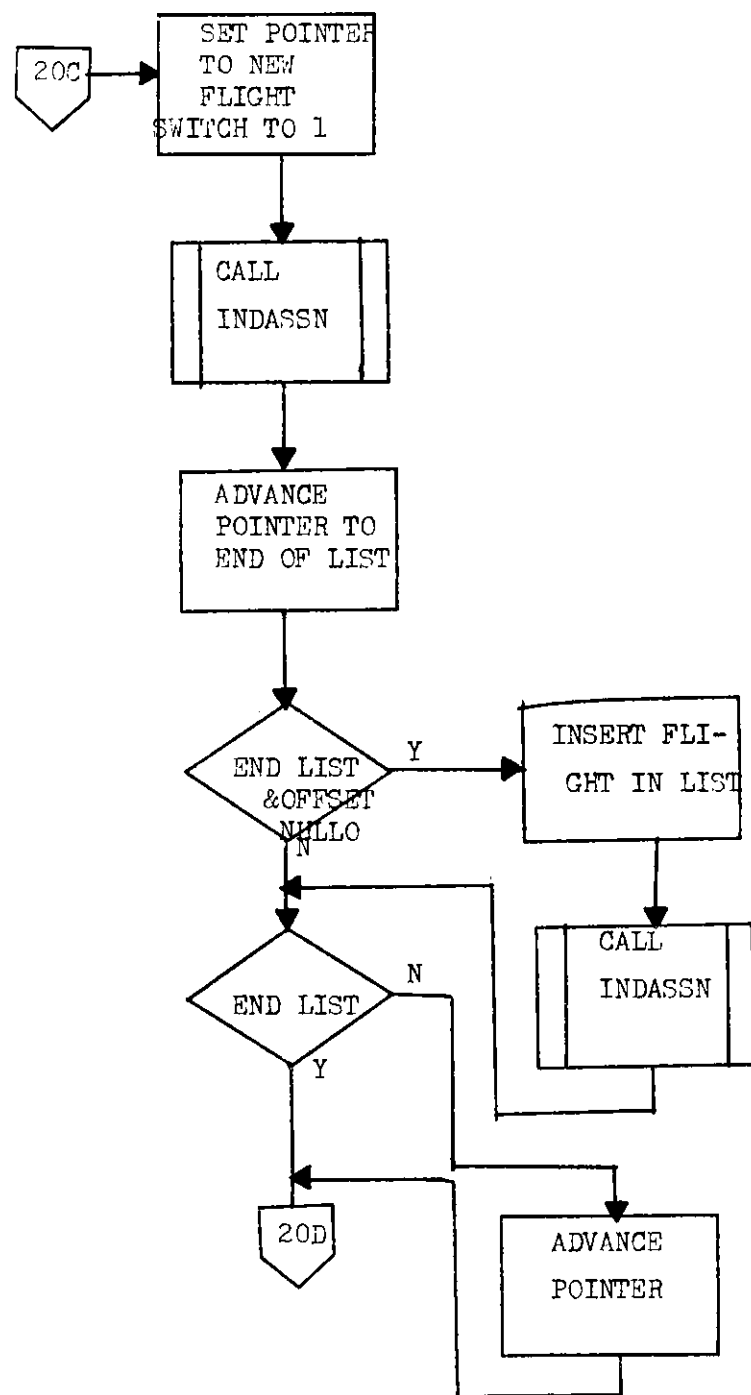 20C
SET POINTER
TO NEW
FLIGHT
SWITCH TO 1
CALL
INDASSN
ADVANCE
POINTER TO
END OF LIST
END LIST
&OFFSET
NULLO
Y
N
INSERT FLI-
GHT IN LIST
CALL
INDASSN
END LIST
N
Y
20D
ADVANCE
POINTER